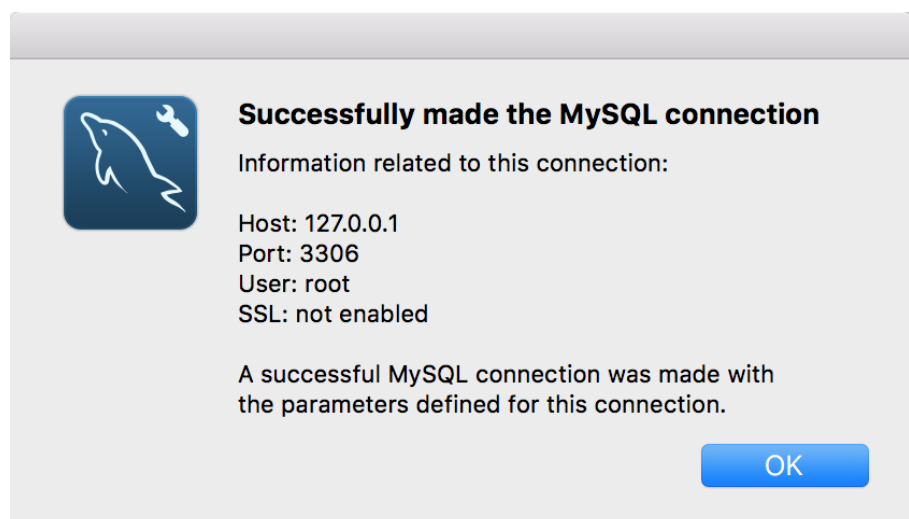 Successfully made the MySQL connection
Information related to this connection:
Host: 127.0.0.1
Port: 3306
User: root
SSL: not enabled
A successful MySQL connection was made with
the parameters defined for this connection.
OK